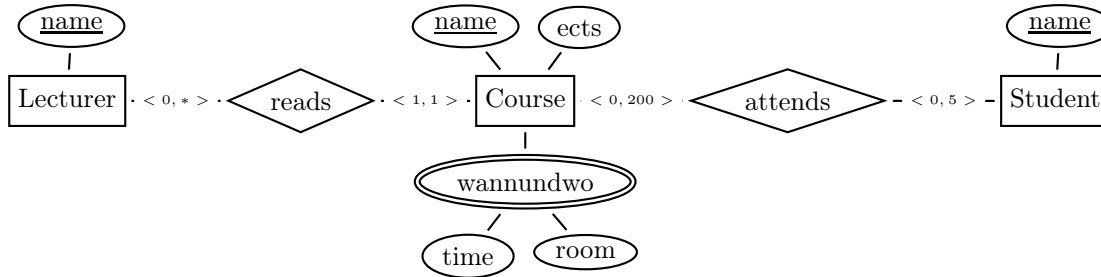 name
name
ects
name
Lecturer
< 0, * >
reads
< 1, 1 >
Course
< 0, 200 >
attends
< 0, 5 >
Student
wannundwo
time
room